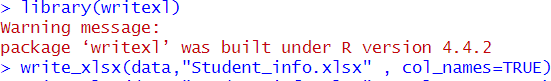 > library(writexl)
Warning message:
package ‘writexl’ was built under R version 4.4.2
> write_xlsx(data,"Student_info.xlsx" , col_names=TRUE)